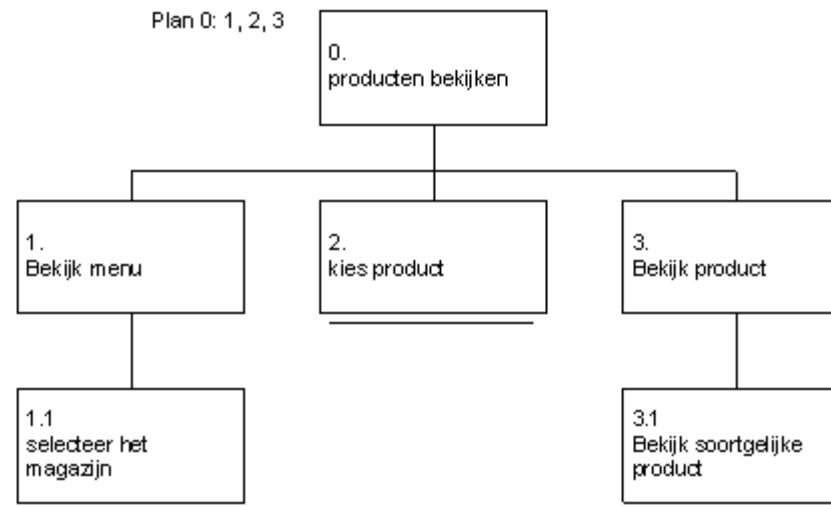 Plan 0: 1, 2, 3
0.
producten bekijken
1.
Bekijk menu
2.
kies product
3.
Bekijk product
1.1
selecteer het
magazijn
3.1
Bekijk soortgelijke
product